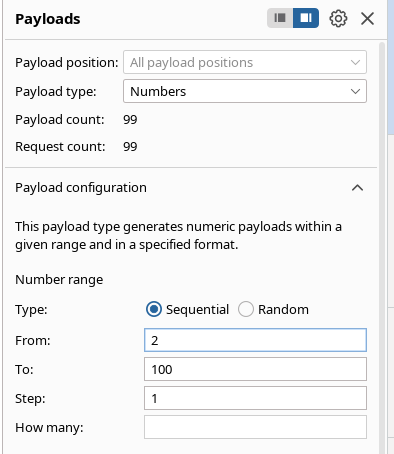 Payloads
Payload position: All payload positions
Payload type: Numbers
Payload count: 99
Request count: 99
Payload configuration
This payload type generates numeric payloads within a
given range and in a specified format.
Number range
Type: Sequential Random
From: 2
To: 100
Step: 1
How many: